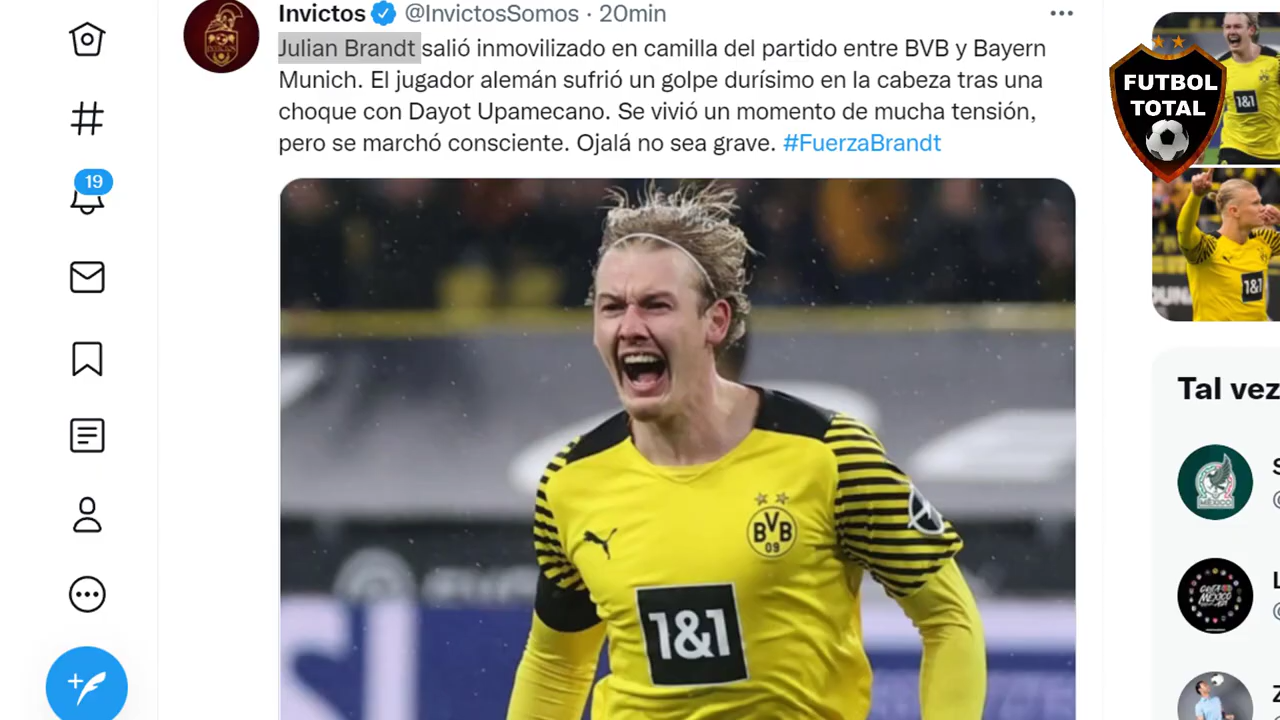 Invictos @InvictosSomos · 20min
Julian Brandt salió inmovilizado en camilla del partido entre BVB y Bayern
Munich. El jugador alemán sufrió un golpe durísimo en la cabeza tras una
choque con Dayot Upamecano. Se vivió un momento de mucha tensión,
pero se marchó consciente. Ojalá no sea grave. #FuerzaBrandt
19
FUTBOL
TOTAL
1&1
1&1
Tal vez
MEXICO
BVB
09
1&1